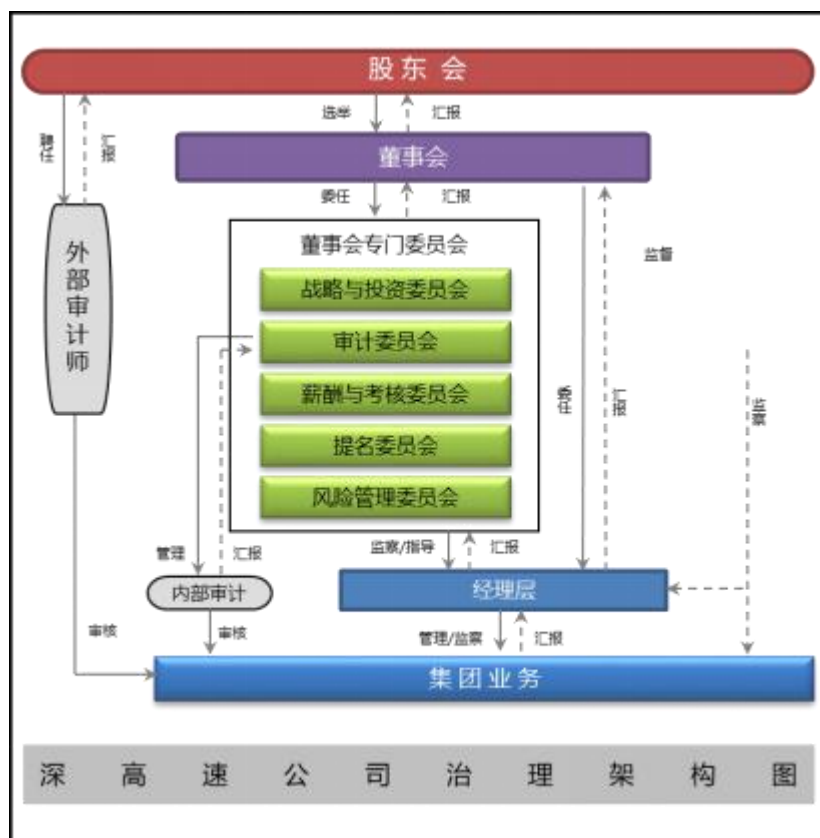 股东会
选举
汇报
聘任
汇报
董事会
委任
汇报
外部审计师
董事会专门委员会
监督
战略与投资委员会
审计委员会
薪酬与考核委员会
委任
汇报
监察
提名委员会
风险管理委员会
管理
汇报
监察/指导
汇报
内部审计
经理层
审核
审核
管理/监察
汇报
集团业务
深高速公司治理架构图